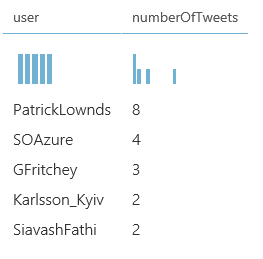 user numberOfTweets
PatrickLownds 8
SOAzure 4
GFritchey 3
Karlsson_Kyiv 2
SiavashFathi 2